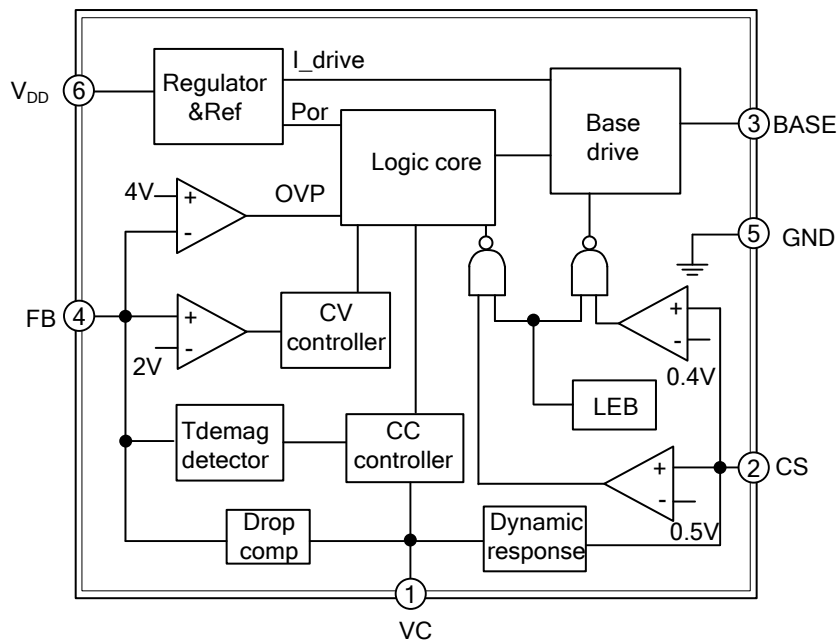 I_drive
Regulator
&Ref
VDD
6
Por
Base
drive
3
BASE
Logic core
4V
+
-
OVP
5
GND
FB
4
+
-
2V
CV
controller
+
-
0.4V
LEB
Tdemag
detector
CC
controller
+
-
0.5V
2
CS
Drop
comp
Dynamic
response
1
VC